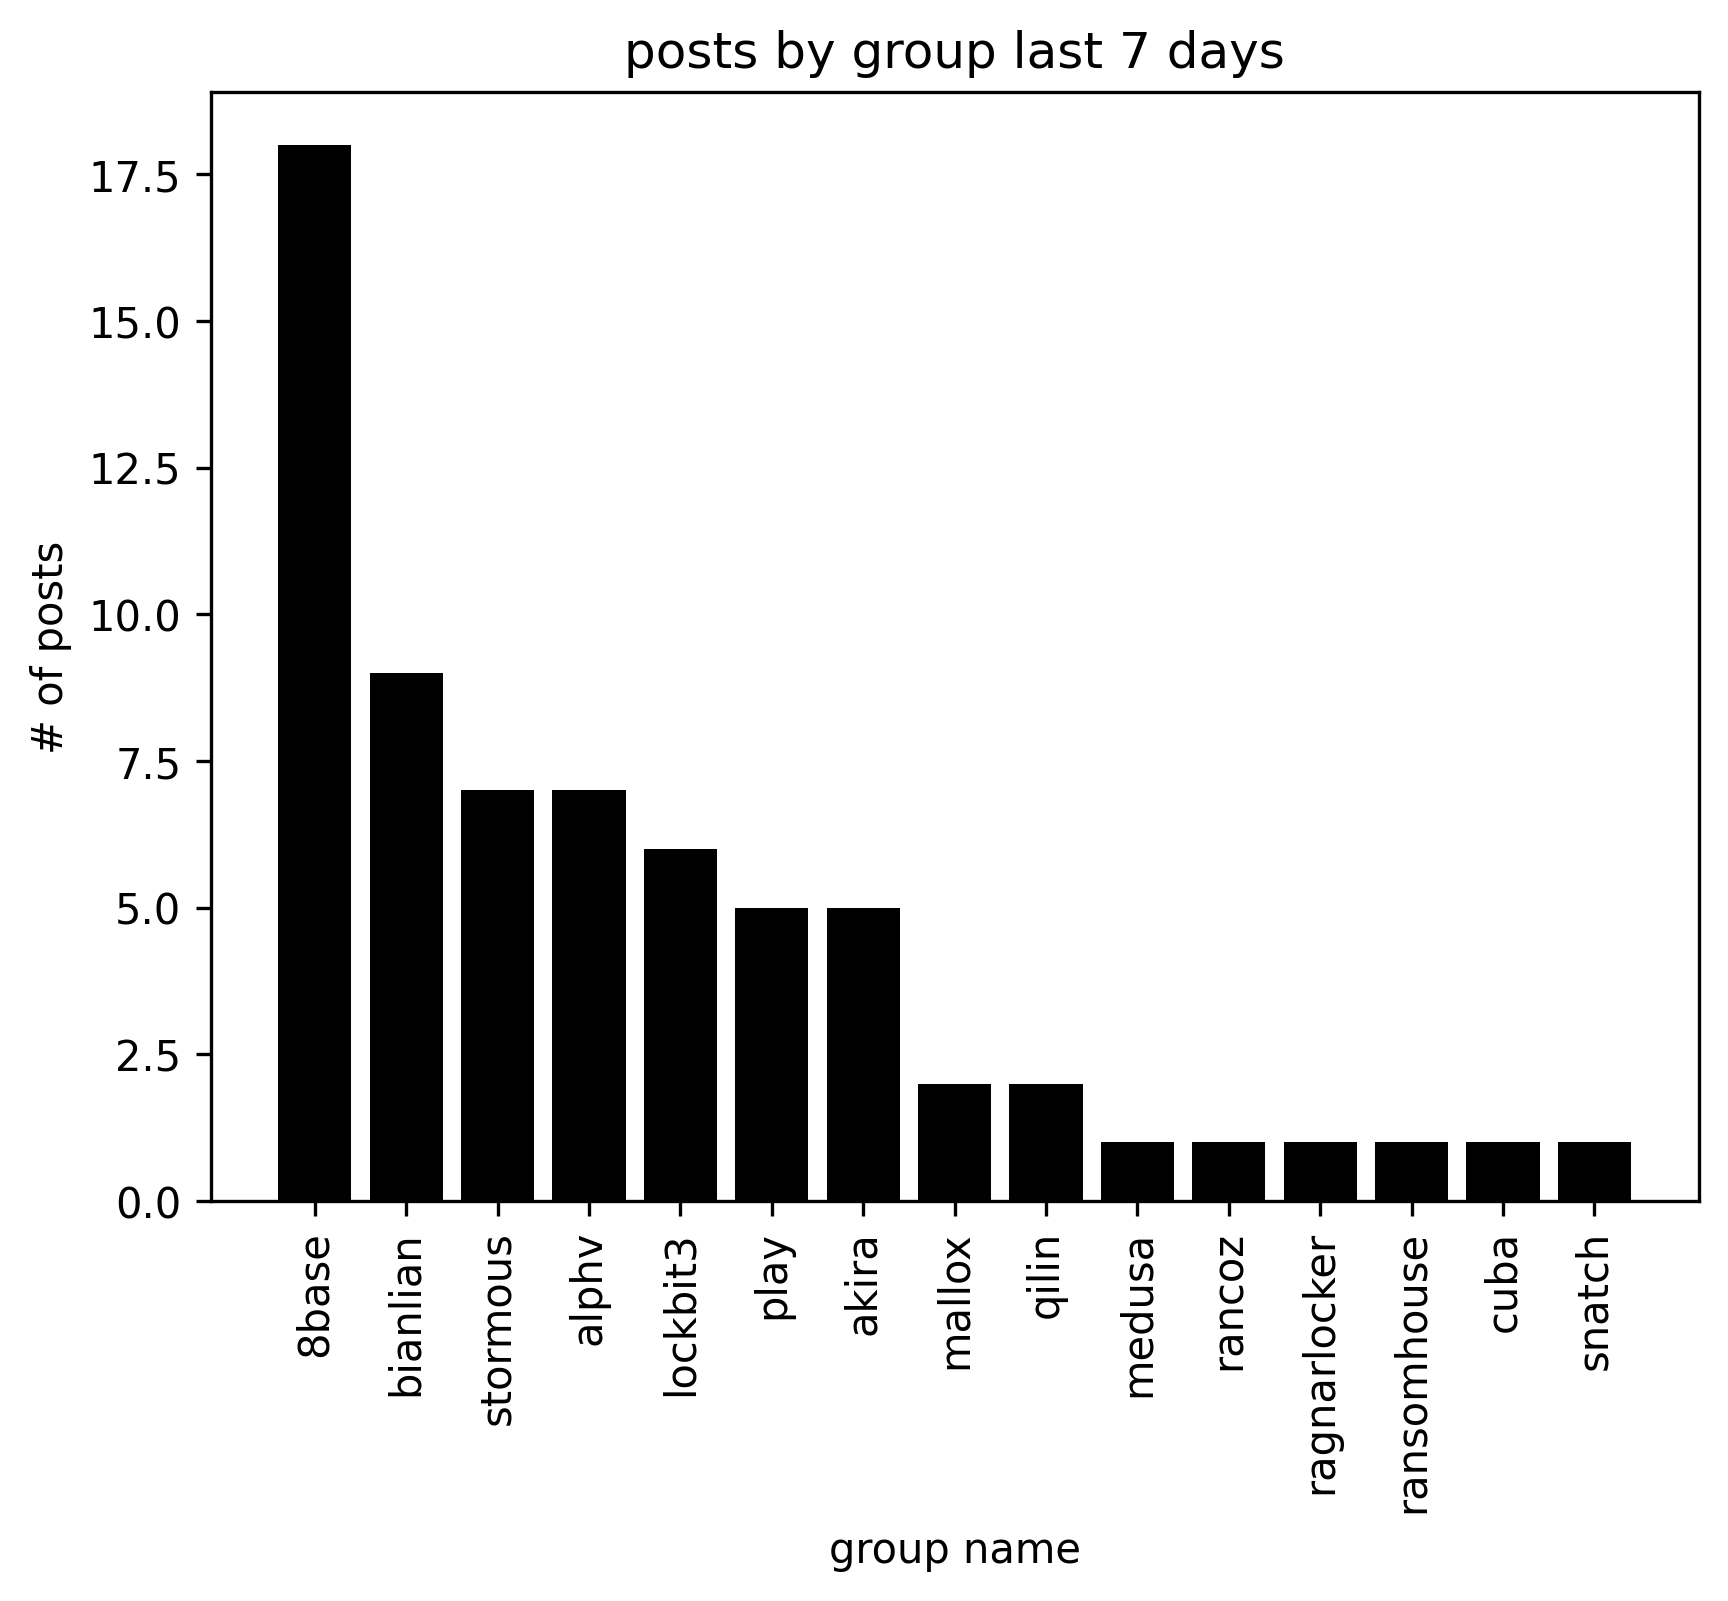 posts by group last 7 days
# of posts
17.5
15.0
12.5
10.0
7.5
5.0
2.5
0.0
8base
bianlian
stormous
alphv
lockbit3
play
akira
mallox
qilin
medusa
rancoz
ragnarlocker
ransomhouse
cuba
snatch
group name